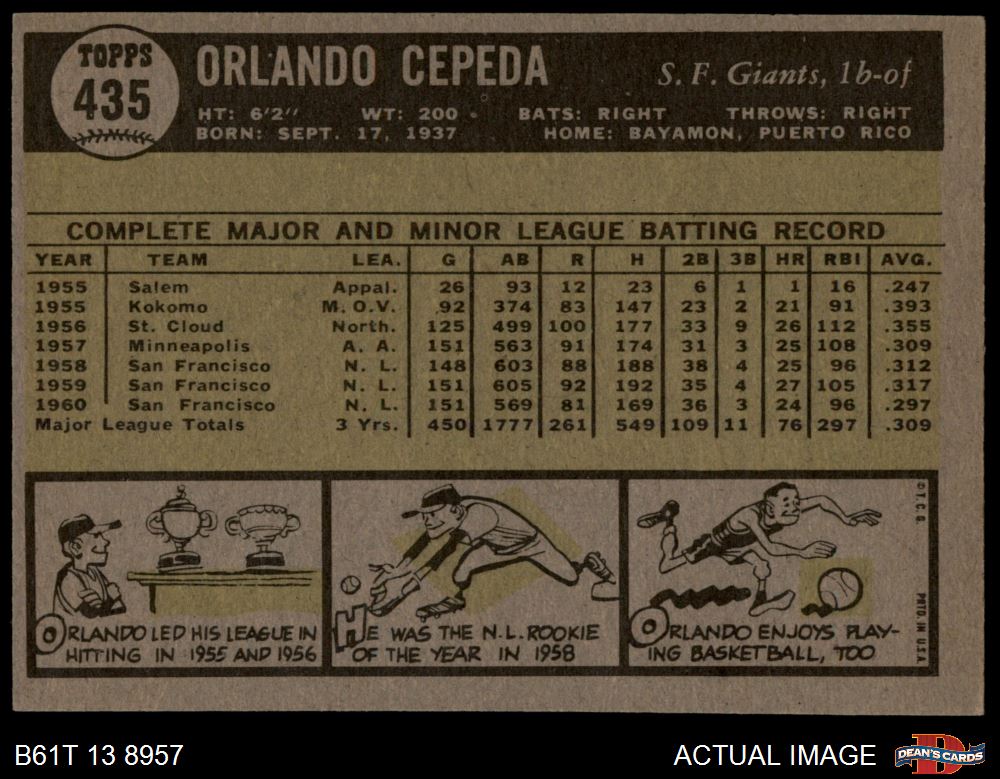 TOPPS
435
ORLANDO CEPEDA
S. F. Giants, 1b-of
HT: 6'2" WT: 200 BATS: RIGHT THROWS: RIGHT
BORN: SEPT. 17, 1937 HOME: BAYAMON, PUERTO RICO
COMPLETE MAJOR AND MINOR LEAGUE BATTING RECORD
YEAR TEAM LEA. G AB R H 2B 3B HR RBI AVG.
1955 Salem Appal. 26 93 12 23 6 1 1 16 .247
1955 Kokomo M. O. V. 92 374 83 147 23 2 21 91 .393
1956 St. Cloud North. 125 499 100 177 33 9 26 112 .355
1957 Minneapolis A. A. 151 563 91 174 31 3 25 108 .309
1958 San Francisco N. L. 148 603 88 188 38 4 25 96 .312
1959 San Francisco N. L. 151 605 92 192 35 4 27 105 .317
1960 San Francisco N. L. 151 569 81 169 36 3 24 96 .297
Major League Totals 3 Yrs. 450 1777 261 549 109 11 76 297 .309
ORLANDO LED HIS LEAGUE IN
HITTING IN 1955 AND 1956
HE WAS THE N.L. ROOKIE
OF THE YEAR IN 1958
ORLANDO ENJOYS PLAY-
ING BASKETBALL, TOO
© T. C. G.
PRTD. IN U.S.A.
B61T 13 8957
ACTUAL IMAGE
D
DEAN'S CARDS